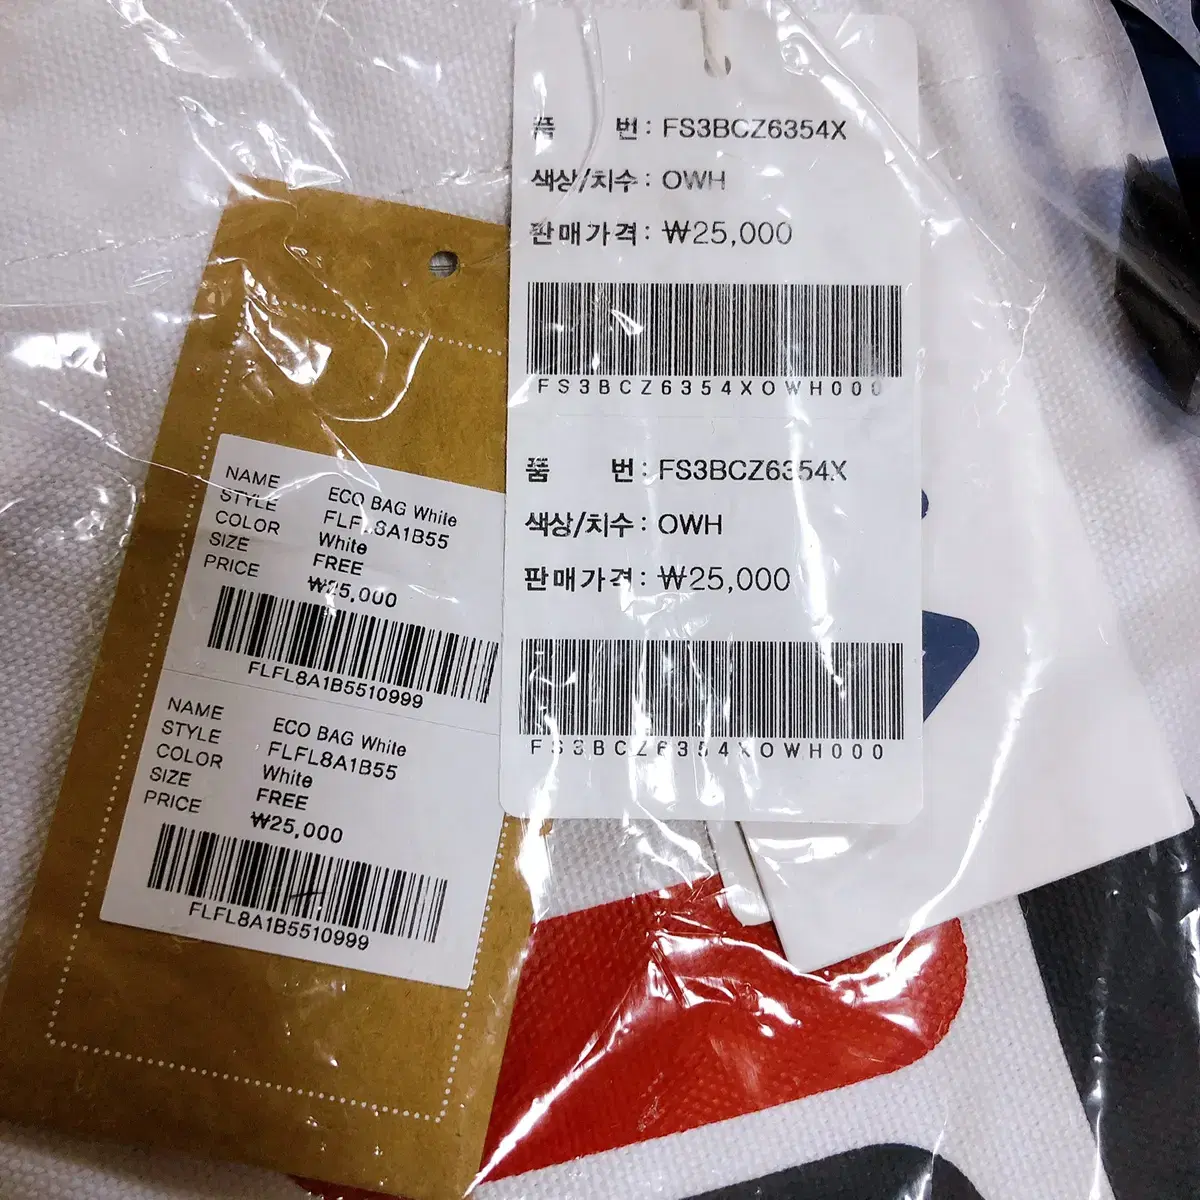 품 번 : FS3BCZ6354X
색상/치수 : OWH
판매가격 : ₩25,000
FS3BCZ6354XOWH000
품 번 : FS3BCZ6354X
색상/치수 : OWH
판매가격 : ₩25,000
FS3BCZ6354XOWH000
NAME ECO BAG White
STYLE FLFL8A1B55
COLOR White
SIZE FREE
PRICE ₩25,000
FLFL8A1B5510999
NAME ECO BAG White
STYLE FLFL8A1B55
COLOR White
SIZE FREE
PRICE ₩25,000
FLFL8A1B5510999